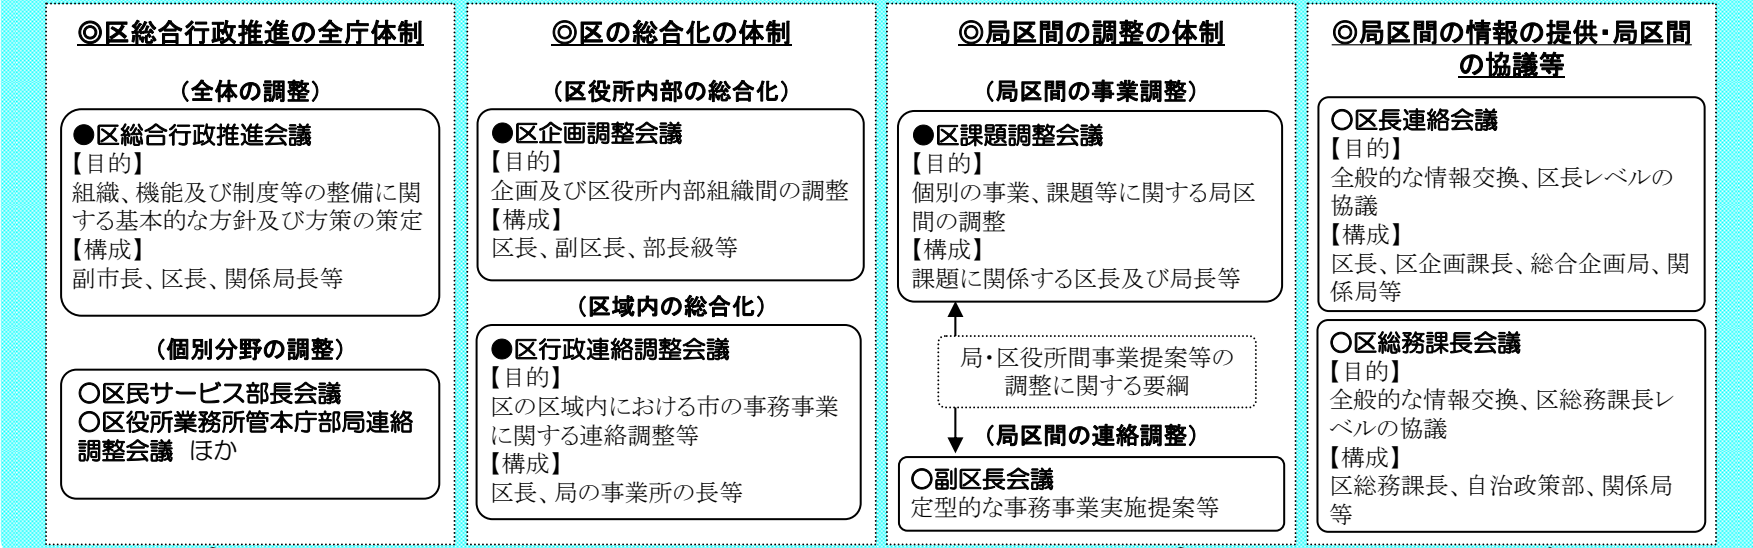 ◎区総合行政推進の全庁体制
(全体の調整)
●区総合行政推進会議
【目的】
組織、機能及び制度等の整備に関
する基本的な方針及び方策の策定
【構成】
副市長、区長、関係局長等
(個別分野の調整)
○区民サービス部長会議
○区役所業務所管本庁部局連絡
調整会議 ほか
◎区の総合化の体制
(区役所内部の総合化)
●区企画調整会議
【目的】
企画及び区役所内部組織間の調整
【構成】
区長、副区長、部長級等
(区域内の総合化)
●区行政連絡調整会議
【目的】
区の区域内における市の事務事業
に関する連絡調整等
【構成】
区長、局の事業所の長等
◎局区間の調整の体制
(局区間の事業調整)
●区課題調整会議
【目的】
個別の事業、課題等に関する局区
間の調整
【構成】
課題に関係する区長及び局長等
局・区役所間事業提案等の
調整に関する要綱
(局区間の連絡調整)
○副区長会議
定型的な事務事業実施提案等
◎局区間の情報の提供・局区間
の協議等
○区長連絡会議
【目的】
全般的な情報交換、区長レベルの
協議
【構成】
区長、区企画課長、総合企画局、関
係局等
○区総務課長会議
【目的】
全般的な情報交換、区総務課長レ
ベルの協議
【構成】
区総務課長、自治政策部、関係局
等